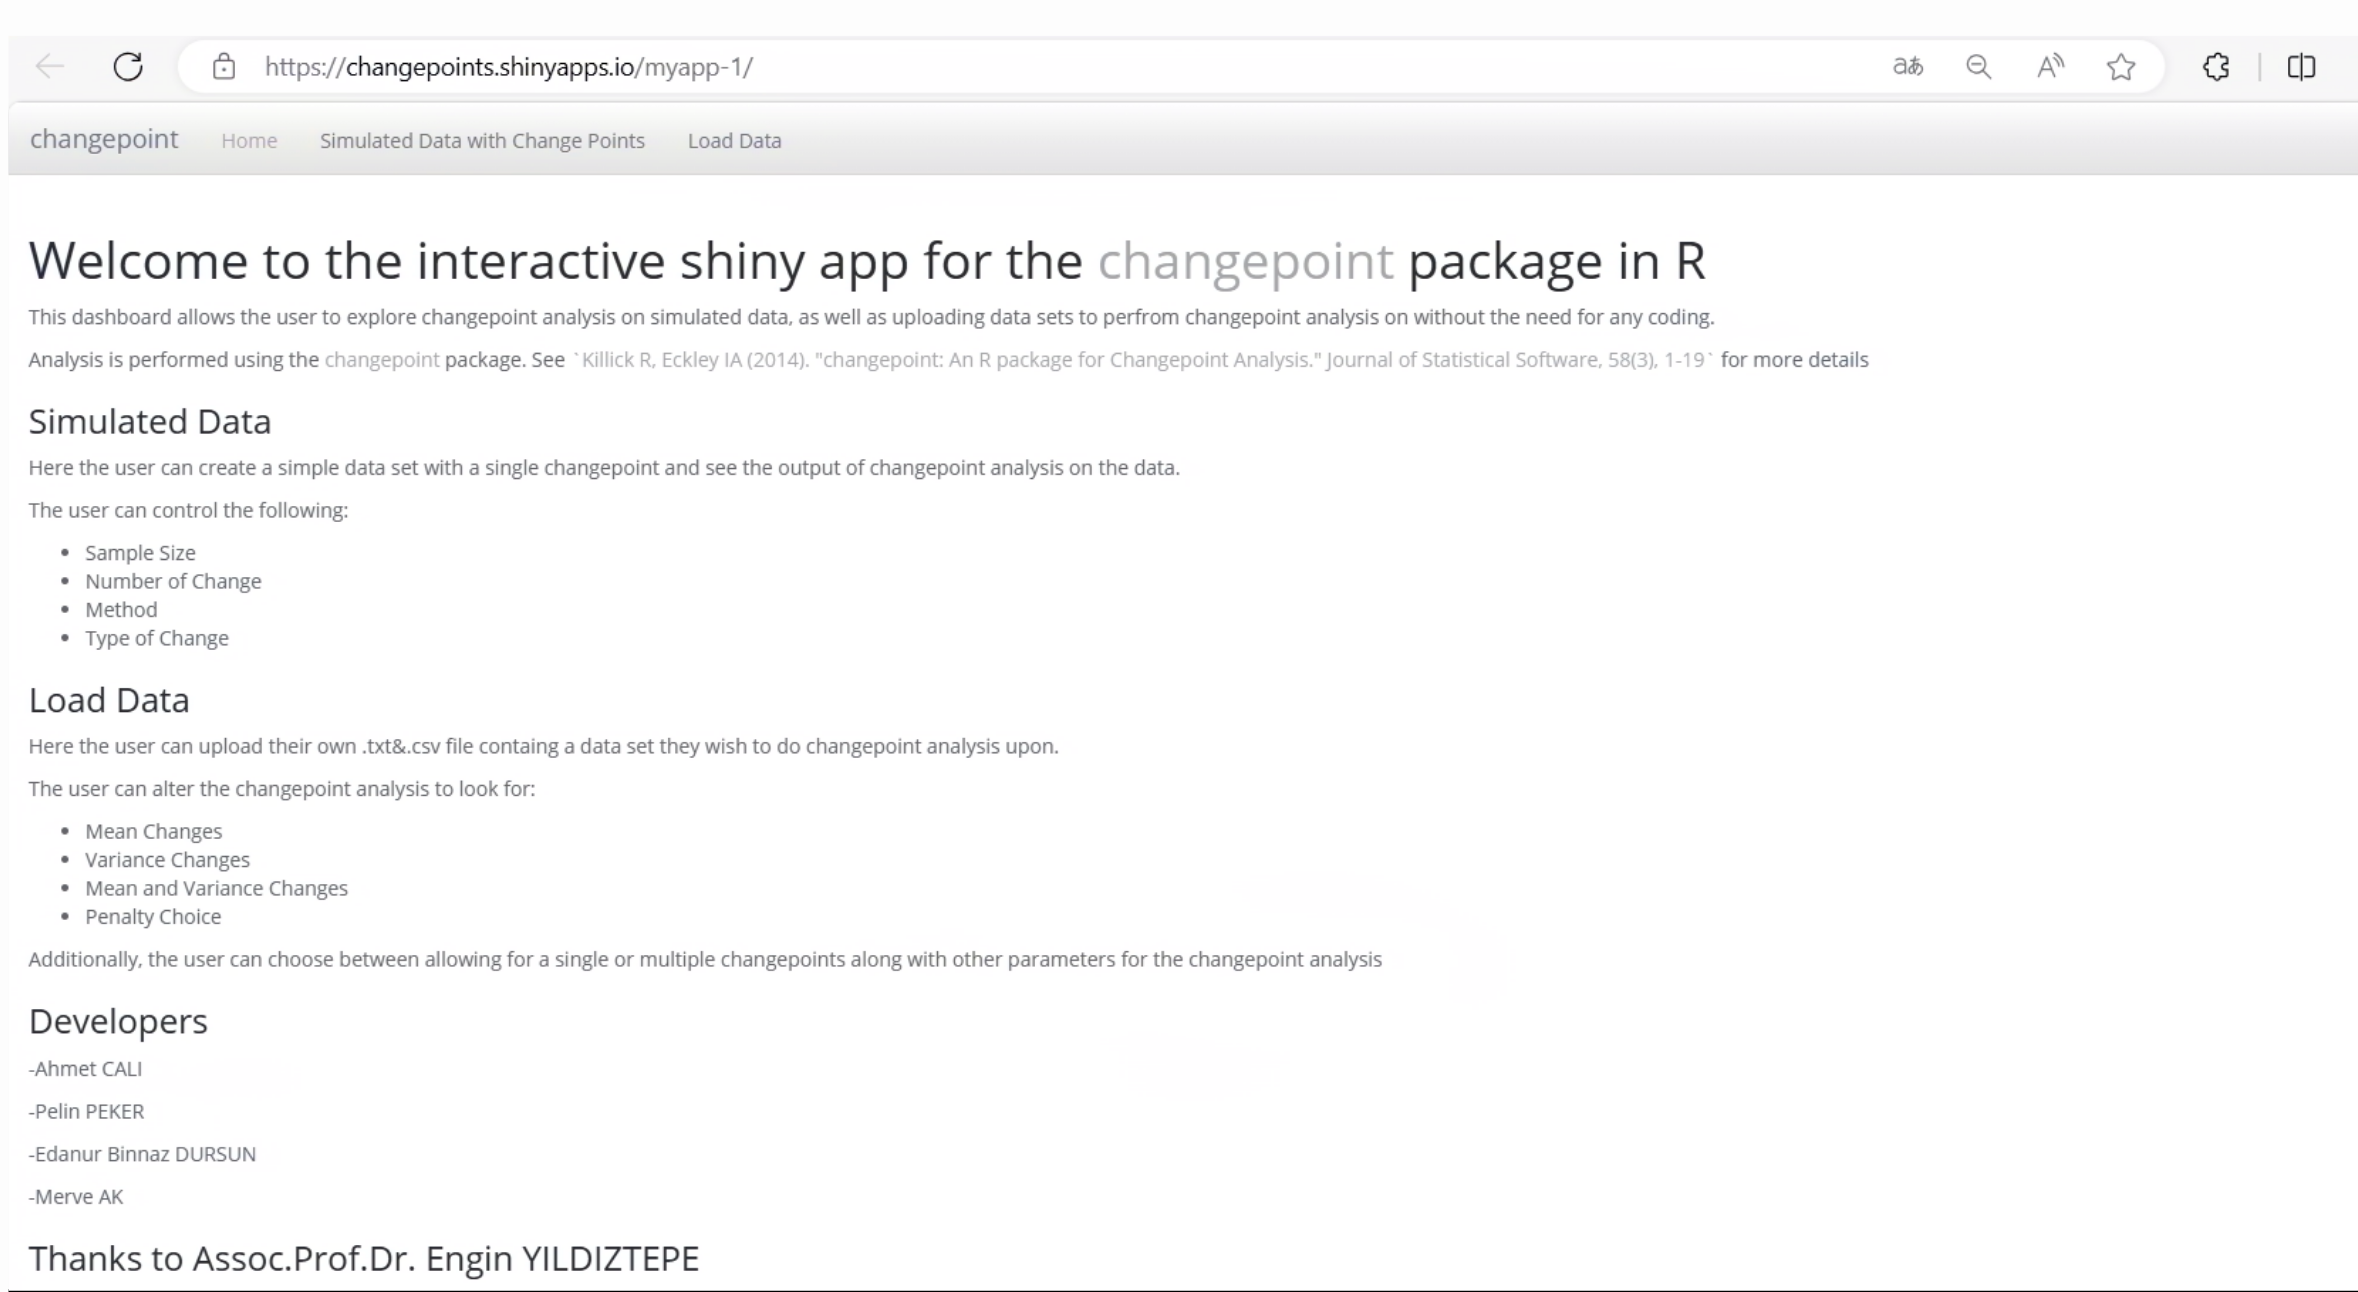 https://changepoints.shinyapps.io/myapp-1/
aあ
A
changepoint Home Simulated Data with Change Points Load Data
Welcome to the interactive shiny app for the changepoint package in R
This dashboard allows the user to explore changepoint analysis on simulated data, as well as uploading data sets to perfrom changepoint analysis on without the need for any coding.
Analysis is performed using the changepoint package. See `Killick R, Eckley IA (2014). "changepoint: An R package for Changepoint Analysis." Journal of Statistical Software, 58(3), 1-19` for more details
Simulated Data
Here the user can create a simple data set with a single changepoint and see the output of changepoint analysis on the data.
The user can control the following:
• Sample Size
• Number of Change
• Method
• Type of Change
Load Data
Here the user can upload their own .txt&.csv file containg a data set they wish to do changepoint analysis upon.
The user can alter the changepoint analysis to look for:
• Mean Changes
• Variance Changes
• Mean and Variance Changes
• Penalty Choice
Additionally, the user can choose between allowing for a single or multiple changepoints along with other parameters for the changepoint analysis
Developers
-Ahmet CALI
-Pelin PEKER
-Edanur Binnaz DURSUN
-Merve AK
Thanks to Assoc.Prof.Dr. Engin YILDIZTEPE